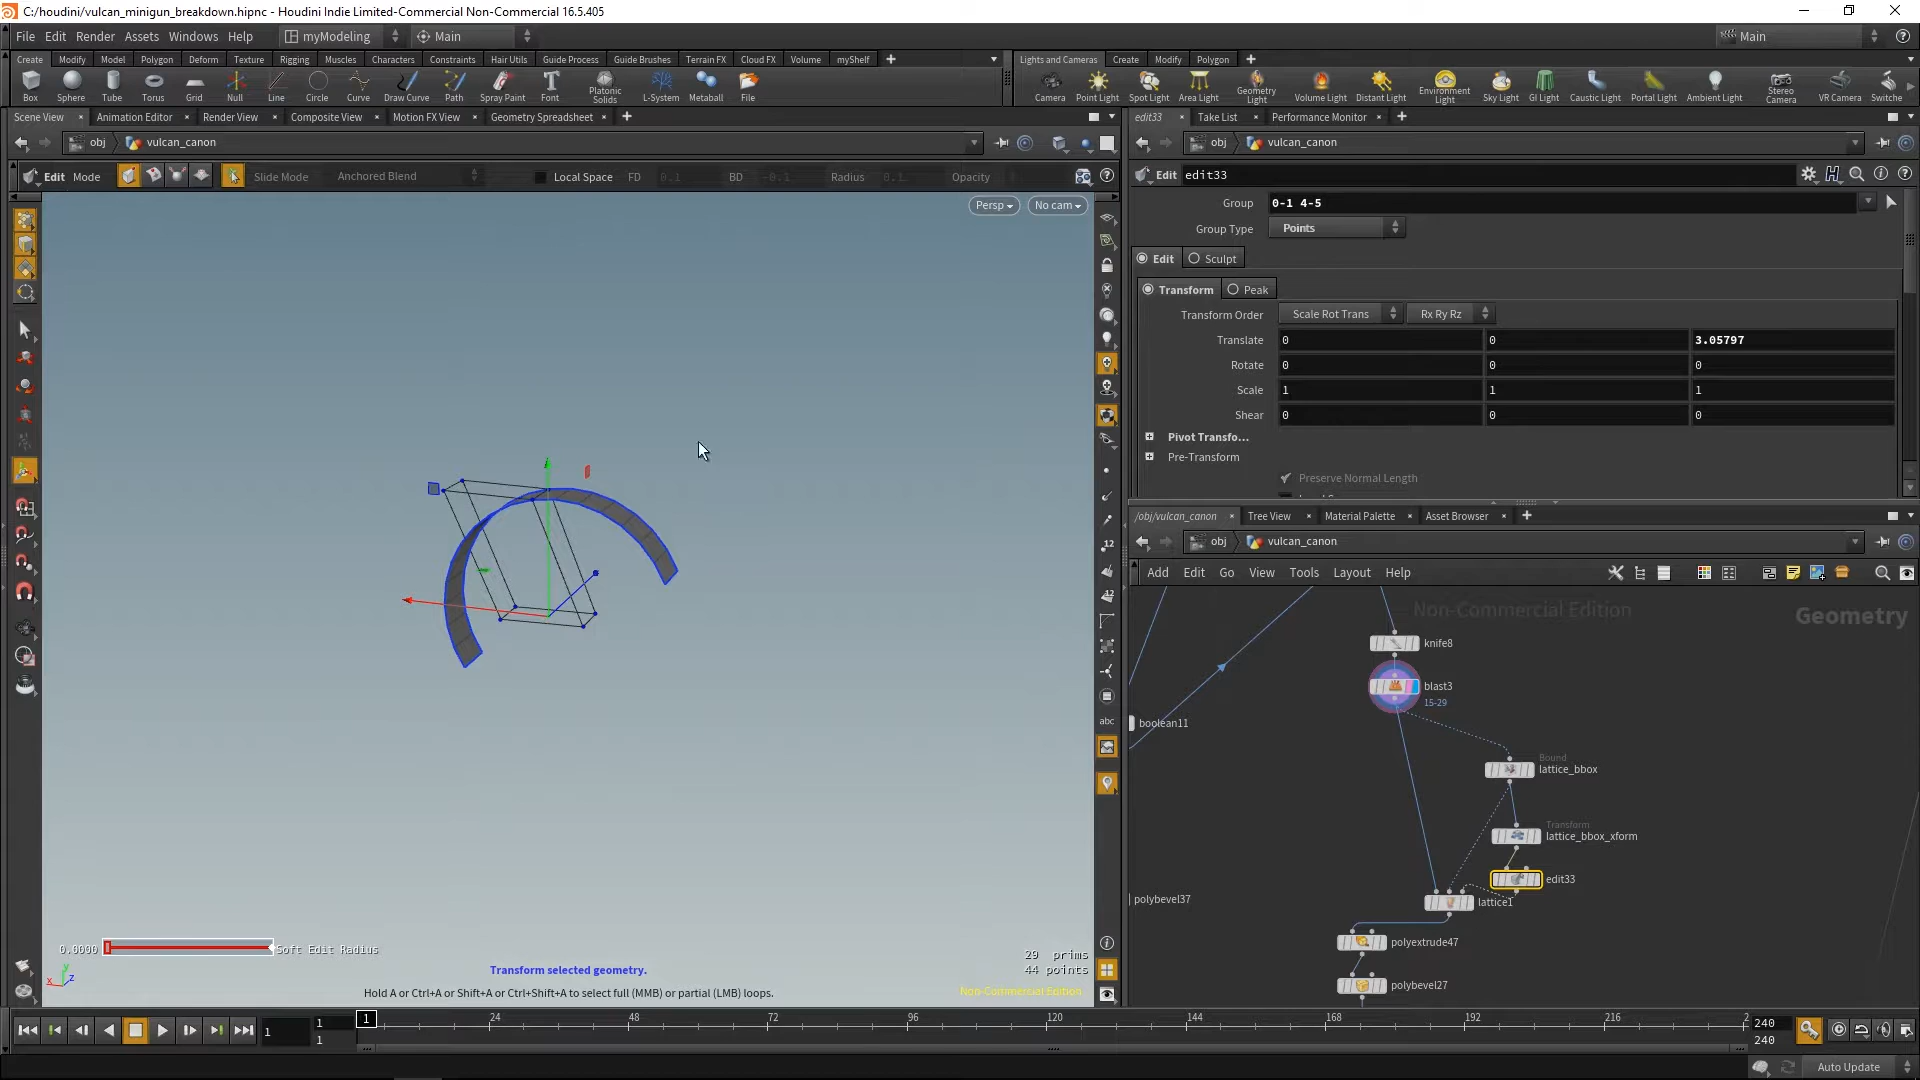 C:/houdini/vulcan_minigun_breakdown.hipnc - Houdini Indie Limited-Commercial Non-Commercial 16.5.405
File Edit Render Assets Windows Help myModeling Main Main
Create Modify Model Polygon Deform Texture Rigging Muscles Characters Constraints Hair Utils Guide Process Guide Brushes Terrain FX Cloud FX Volume myShelf
Lights and Cameras Create Modify Polygon
Box Sphere Tube Torus Grid Null Line Circle Curve Draw Curve Path Spray Paint Font Platonic Solids L-System Metaball File
Camera Point Light Spot Light Area Light Geometry Light Volume Light Distant Light Environment Light Sky Light GI Light Caustic Light Portal Light Ambient Light Stereo Camera VR Camera Switche
Scene View Animation Editor Render View Composite View Motion FX View Geometry Spreadsheet
obj vulcan_canon
Edit Mode Slide Mode Anchored Blend Local Space FD 0.1 BD -0.1 Radius 0.1 Opacity
Persp No cam
12
12
abc
0.0000 Soft Edit Radius
y
x z
Transform selected geometry.
Hold A or Ctrl+A or Shift+A or Ctrl+Shift+A to select full (MMB) or partial (LMB) loops.
29 prims
44 points
Non-Commercial Edition
edit33 Take List Performance Monitor
obj vulcan_canon
Edit edit33
Group 0-1 4-5
Group Type Points
Edit Sculpt
Transform Peak
Transform Order Scale Rot Trans Rx Ry Rz
Translate 0 0 3.05797
Rotate 0 0 0
Scale 1 1 1
Shear 0 0 0
Pivot Transfo...
Pre-Transform
Preserve Normal Length
/obj/vulcan_canon Tree View Material Palette Asset Browser
obj vulcan_canon
Add Edit Go View Tools Layout Help
Non-Commercial Edition
Geometry
knife8
blast3
15-29
boolean11
Bound
lattice_bbox
Transform
lattice_bbox_xform
edit33
polybevel37
lattice1
polyextrude47
polybevel27
1 1 1 1 24 48 72 96 120 144 168 192 216 2 240 240
Auto Update